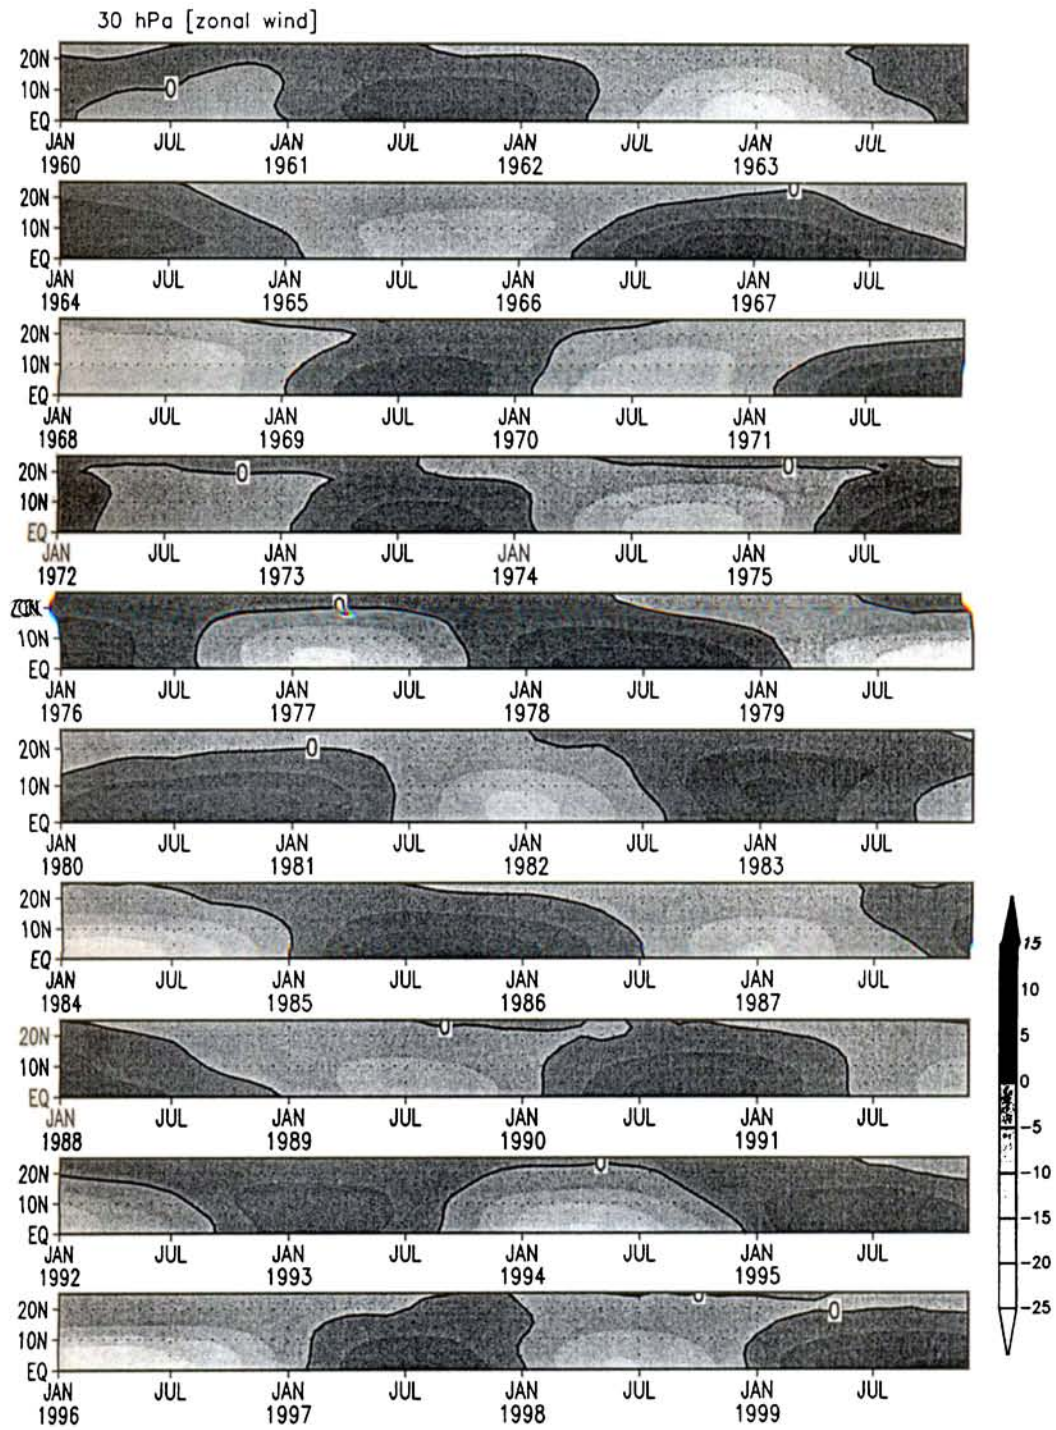 30 hPa [zonal wind]
20N
10N
EQ
JAN JUL JAN JUL JAN JUL JAN JUL
1960 1961 1962 1963
0
20N
10N
EQ
JAN JUL JAN JUL JAN JUL JAN JUL
1964 1965 1966 1967
0
20N
10N
EQ
JAN JUL JAN JUL JAN JUL JAN JUL
1968 1969 1970 1971
20N
10N
EQ
JAN JUL JAN JUL JAN JUL JAN JUL
1972 1973 1974 1975
0 0
10N
EQ
JAN JUL JAN JUL JAN JUL JAN JUL
1976 1977 1978 1979
0
20N
10N
EQ
JAN JUL JAN JUL JAN JUL JAN JUL
1980 1981 1982 1983
0
20N
10N
EQ
JAN JUL JAN JUL JAN JUL JAN JUL
1984 1985 1986 1987
0
20N
10N
EQ
JAN JUL JAN JUL JAN JUL JAN JUL
1988 1989 1990 1991
0
20N
10N
EQ
JAN JUL JAN JUL JAN JUL JAN JUL
1992 1993 1994 1995
0 0
20N
10N
EQ
JAN JUL JAN JUL JAN JUL JAN JUL
1996 1997 1998 1999
15
10
5
0
-5
-10
-15
-20
-25